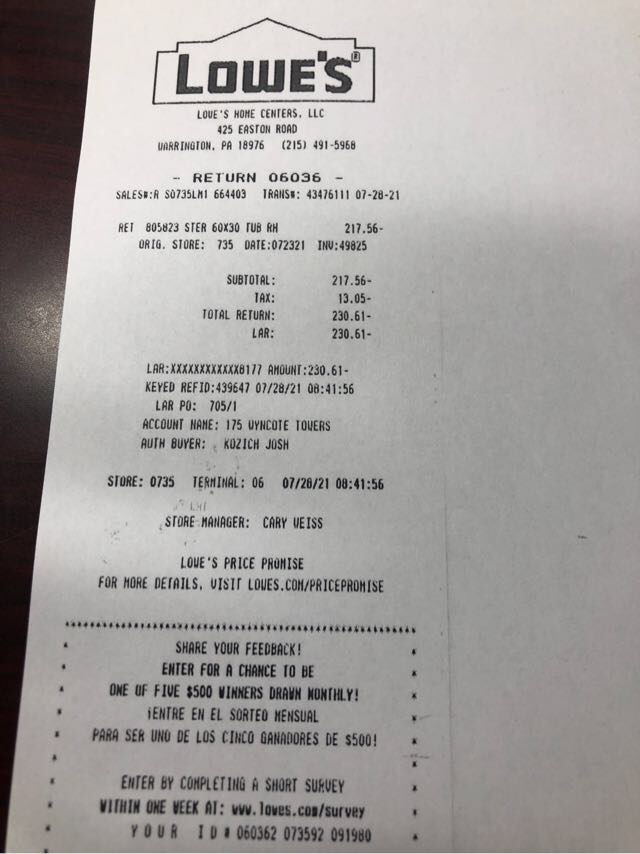 LOWE'S®
LOWE'S HOME CENTERS, LLC
425 EASTON ROAD
WARRINGTON, PA 18976 (215) 491-5968
- RETURN 06036 -
SALES#:R S0735LM1 664403 TRANS#: 43476111 07-28-21
RET 805823 STER 60X30 TUB RH 217.56-
ORIG. STORE: 735 DATE:072321 INV:49825
SUBTOTAL: 217.56-
TAX: 13.05-
TOTAL RETURN: 230.61-
LAR: 230.61-
LAR:XXXXXXXXXXXX8177 AMOUNT:230.61-
KEYED REFID:439647 07/28/21 08:41:56
LAR PO: 705/1
ACCOUNT NAME: 175 WYNCOTE TOWERS
AUTH BUYER: KOZICH JOSH
STORE: 0735 TERMINAL: 06 07/28/21 08:41:56
STORE MANAGER: CARY WEISS
LOWE'S PRICE PROMISE
FOR MORE DETAILS, VISIT LOWES.COM/PRICEPROMISE
****************************************************
* SHARE YOUR FEEDBACK! *
* ENTER FOR A CHANCE TO BE *
* ONE OF FIVE $500 WINNERS DRAWN MONTHLY! *
* ¡ENTRE EN EL SORTEO MENSUAL *
* PARA SER UNO DE LOS CINCO GANADORES DE $500! *
* *
* ENTER BY COMPLETING A SHORT SURVEY *
* WITHIN ONE WEEK AT: www.lowes.com/survey *
* Y O U R I D # 060362 073592 091980 *